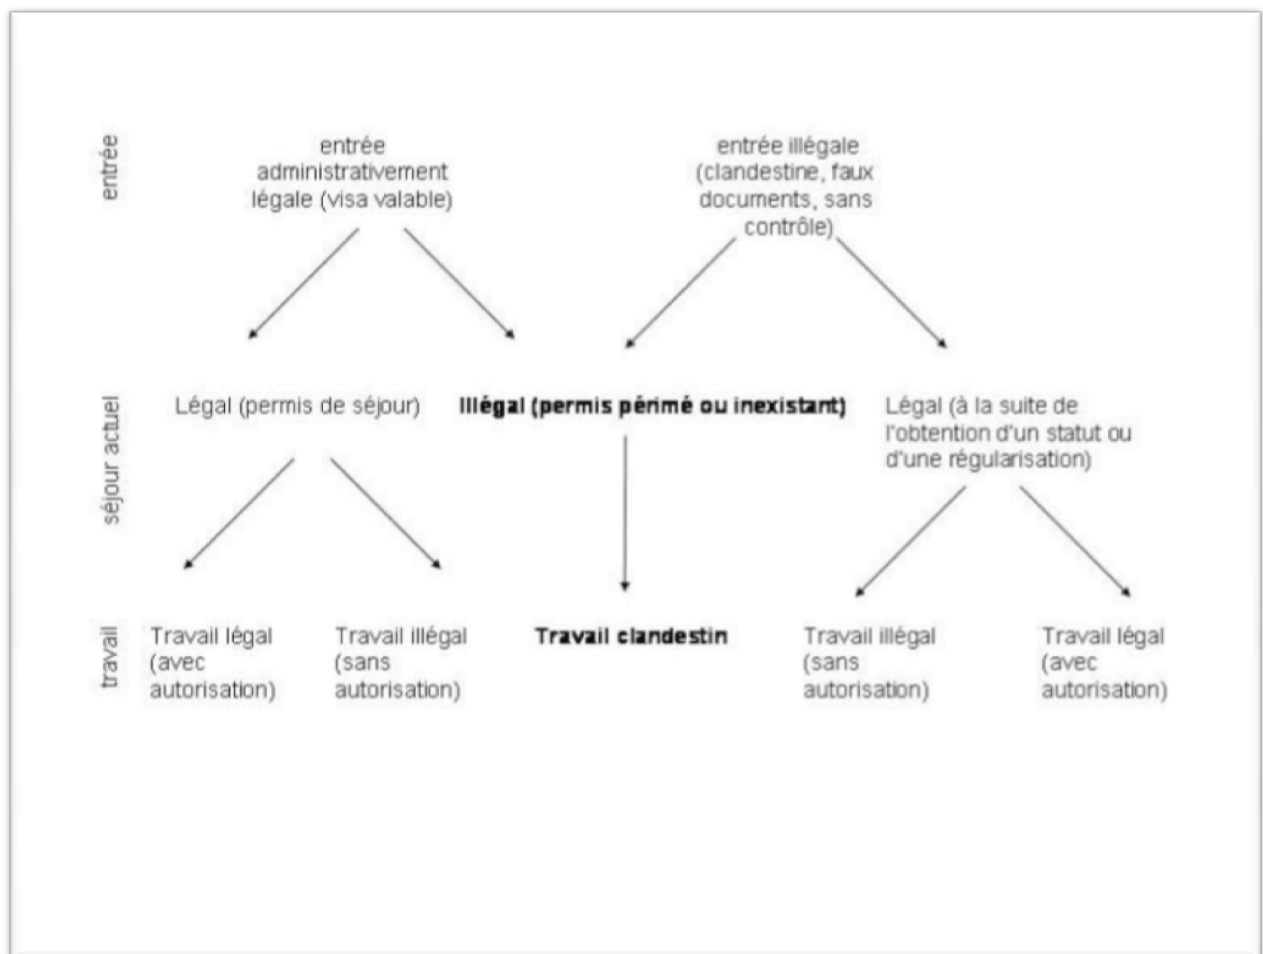 entrée
entrée
administrativement
légale (visa valable)
entrée illégale
(clandestine, faux
documents, sans
contrôle)
séjour actuel
Légal (permis de séjour)
Illégal (permis périmé ou inexistant)
Légal (à la suite de
l'obtention d'un statut ou
d'une régularisation)
travail
Travail légal
(avec
autorisation)
Travail illégal
(sans
autorisation)
Travail clandestin
Travail illégal
(sans
autorisation)
Travail légal
(avec
autorisation)